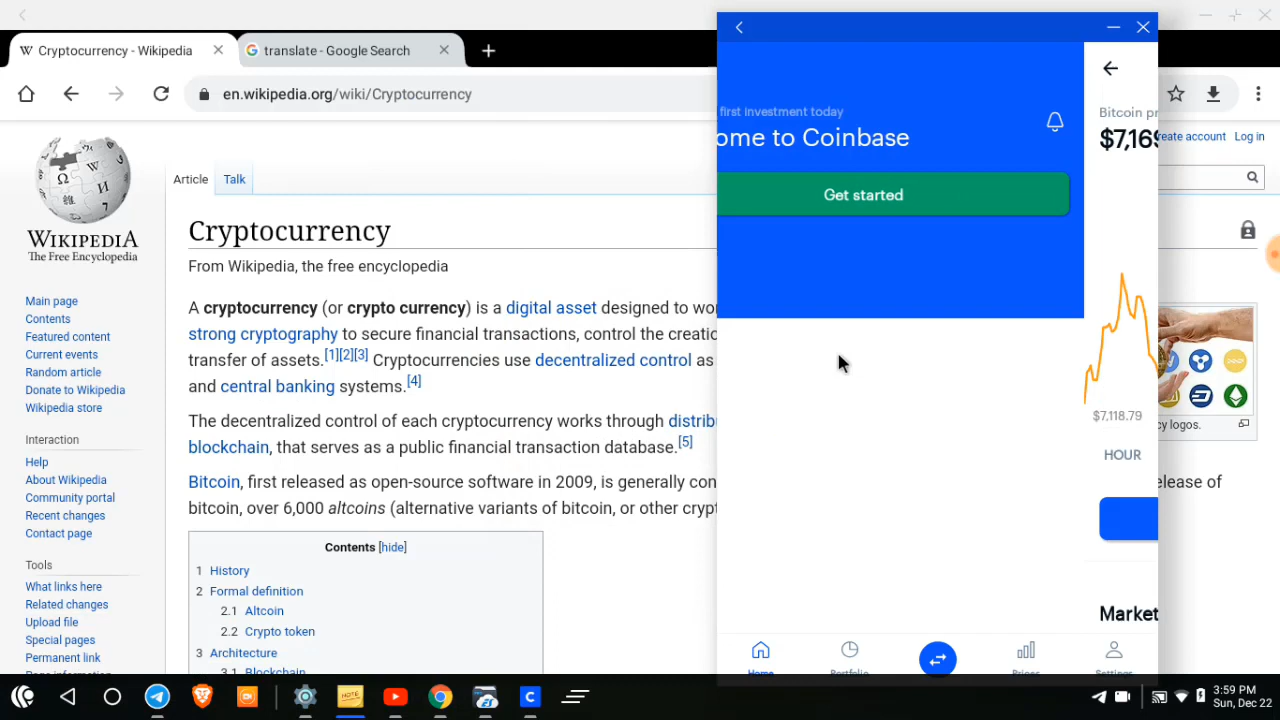 Cryptocurrency - Wikipedia
translate - Google Search
en.wikipedia.org/wiki/Cryptocurrency
WIKIPEDIA
The Free Encyclopedia
Main page
Contents
Featured content
Current events
Random article
Donate to Wikipedia
Wikipedia store
Interaction
Help
About Wikipedia
Community portal
Recent changes
Contact page
Tools
What links here
Related changes
Upload file
Special pages
Permanent link
Article
Talk
Cryptocurrency
From Wikipedia, the free encyclopedia
A cryptocurrency (or crypto currency) is a digital asset designed to
strong cryptography to secure financial transactions, control the
transfer of assets.[1][2][3] Cryptocurrencies use decentralized control as
and central banking systems.[4]
The decentralized control of each cryptocurrency works through
blockchain, that serves as a public financial transaction database.[5]
Bitcoin, first released as open-source software in 2009, is generally
elease of
bitcoin, over 6,000 altcoins (alternative variants of bitcoin, or other
Contents [hide]
1 History
2 Formal definition
2.1 Altcoin
2.2 Crypto token
3 Architecture
3.1 Blockchain
first investment today
ome to Coinbase
Get started
Home
Portfolio
Prices
Settings
Bitcoin
$7,169
$7,118.79
HOUR
Market
reate account
Log in
cy logos.
3:59 PM
Sun, Dec 22